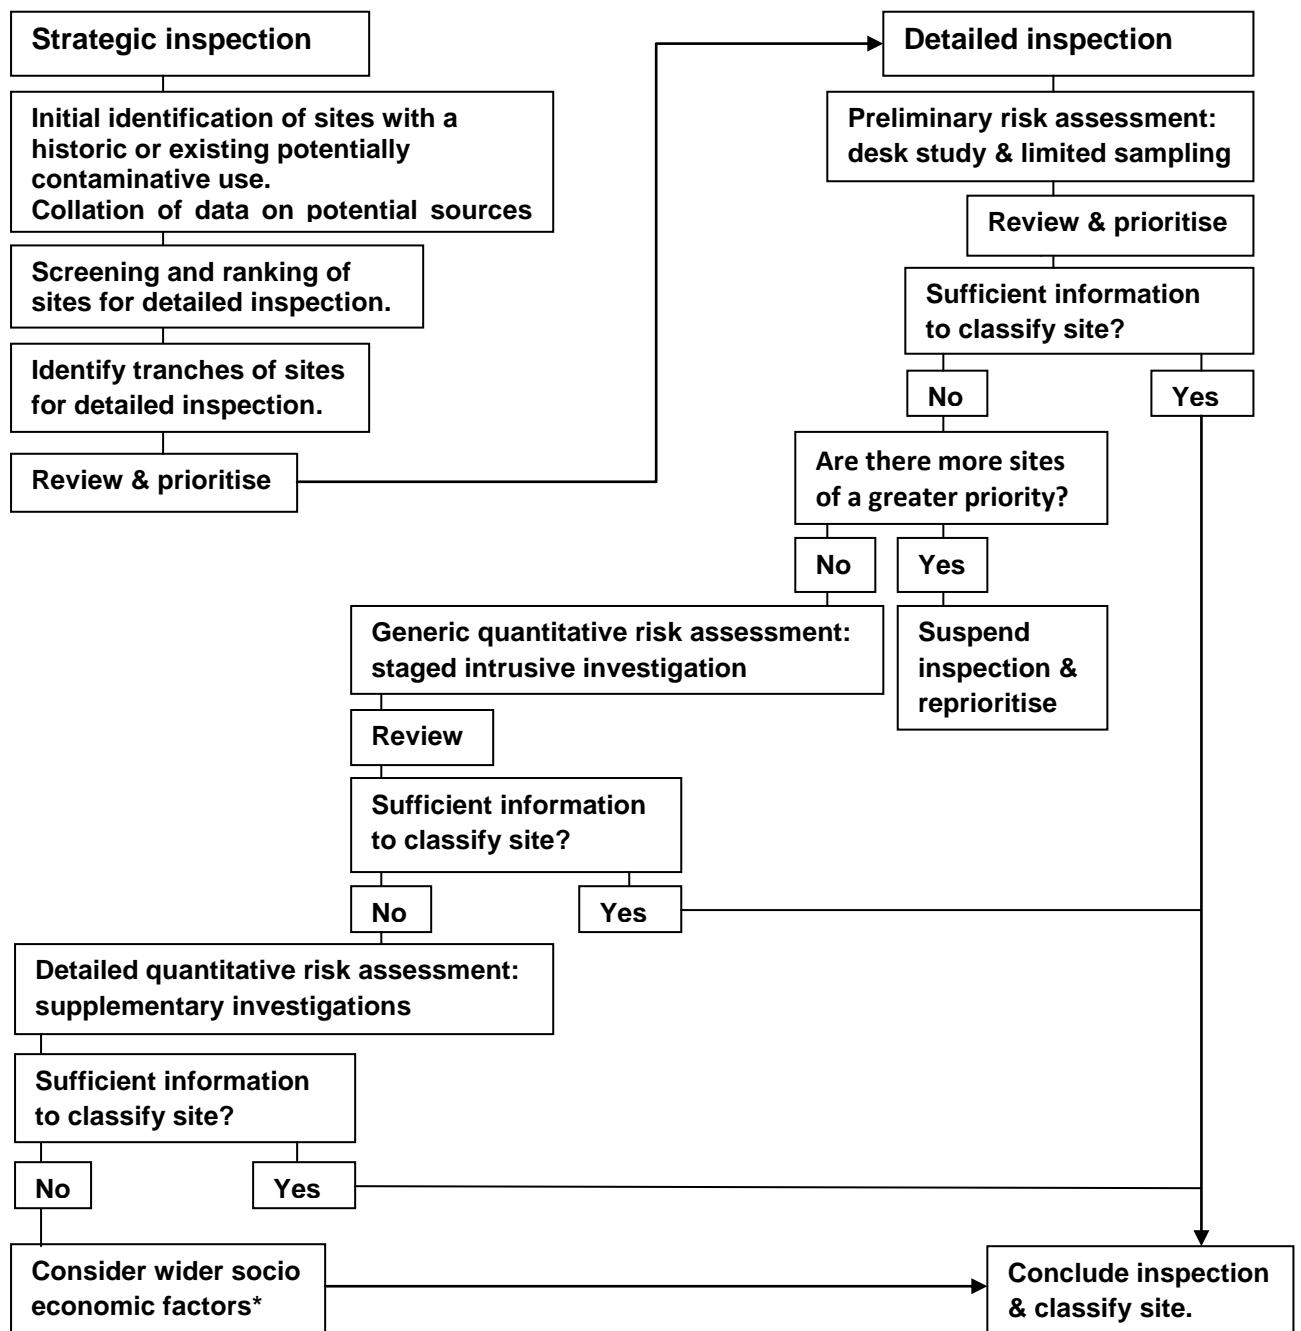 Strategic inspection
Initial identification of sites with a
historic or existing potentially
contaminative use.
Collation of data on potential sources
Screening and ranking of
sites for detailed inspection.
Identify tranches of sites
for detailed inspection.
Review & prioritise
Detailed inspection
Preliminary risk assessment:
desk study & limited sampling
Review & prioritise
Sufficient information
to classify site?
No
Yes
Are there more sites
of a greater priority?
No
Yes
Suspend
inspection &
reprioritise
Generic quantitative risk assessment:
staged intrusive investigation
Review
Sufficient information
to classify site?
No
Yes
Detailed quantitative risk assessment:
supplementary investigations
Sufficient information
to classify site?
No
Yes
Consider wider socio
economic factors*
Conclude inspection
& classify site.